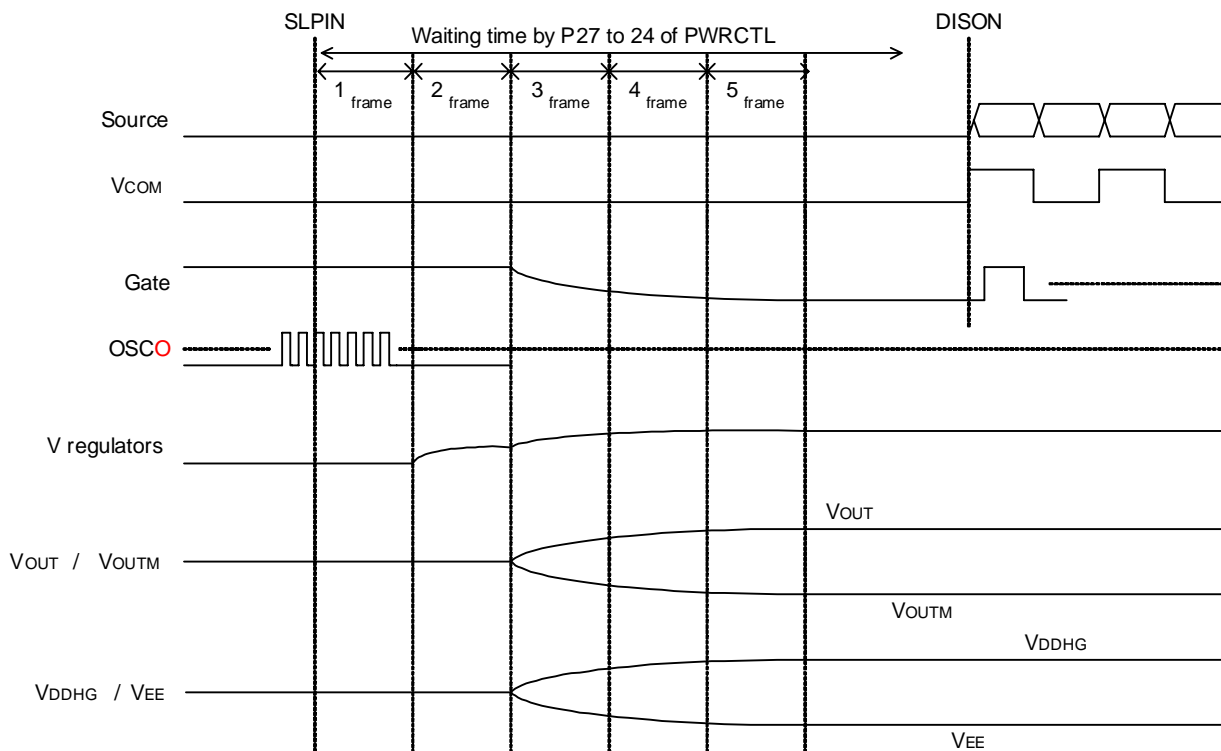 SLPIN
DISON
Waiting time by P27 to 24 of PWRCTL
1 frame
2 frame
3 frame
4 frame
5 frame
Source
VCOM
Gate
OSCO
V regulators
VOUT
VOUT / VOUTM
VOUTM
VDDHG
VDDHG / VEE
VEE